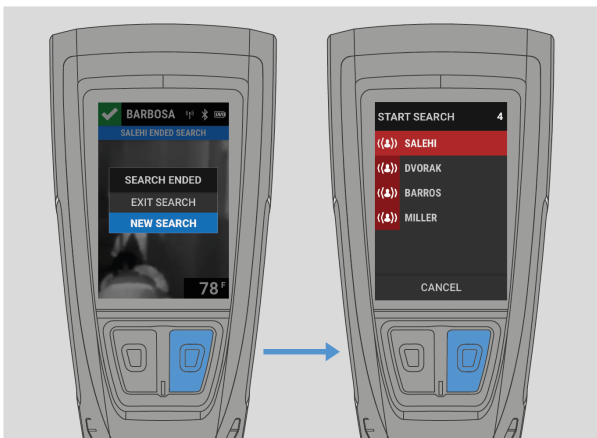 BARBOSA
SALEHI ENDED SEARCH
SEARCH ENDED
EXIT SEARCH
NEW SEARCH
78 F
START SEARCH 4
SALEHI
DVORAK
BARROS
MILLER
CANCEL